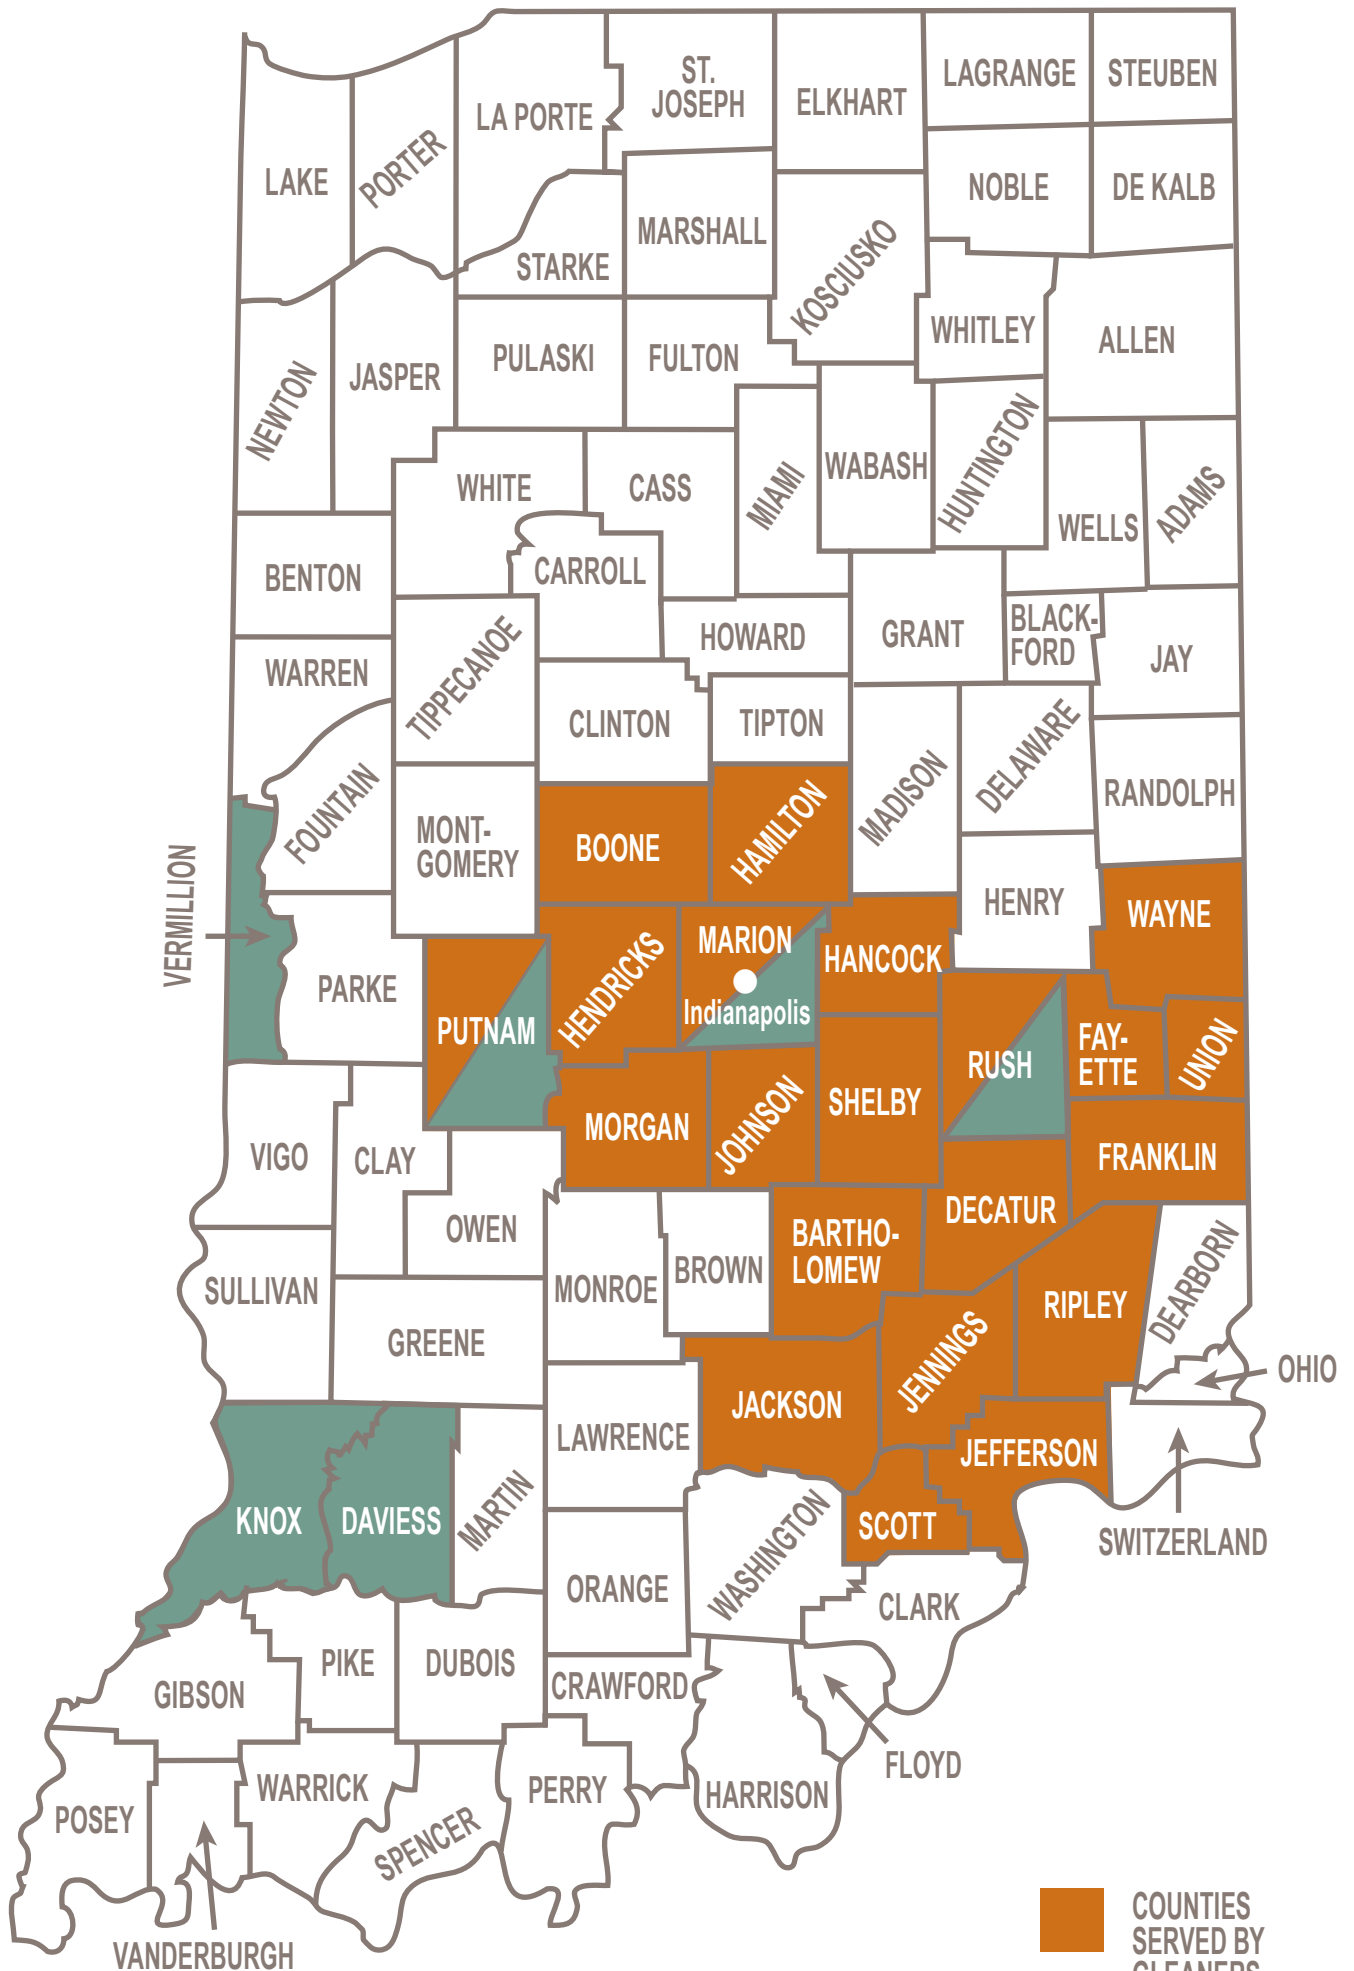 ST.
JOSEPH
LAGRANGE
STEUBEN
ELKHART
LA PORTE
LAKE
PORTER
NOBLE
DE KALB
MARSHALL
STARKE
KOSCIUSKO
WHITLEY
ALLEN
PULASKI
FULTON
JASPER
NEWTON
WHITE
CASS
MIAMI
WABASH
HUNTINGTON
WELLS
ADAMS
BENTON
CARROLL
HOWARD
GRANT
BLACK-
FORD
JAY
WARREN
TIPPECANOE
CLINTON
TIPTON
MADISON
DELAWARE
RANDOLPH
FOUNTAIN
MONT-
GOMERY
BOONE
HAMILTON
HENRY
WAYNE
VERMILLION
PARKE
PUTNAM
HENDRICKS
MARION
Indianapolis
HANCOCK
RUSH
FAY-
ETTE
UNION
SHELBY
MORGAN
JOHNSON
VIGO
CLAY
FRANKLIN
OWEN
DECATUR
BARTHO-
LOMEW
BROWN
MONROE
SULLIVAN
GREENE
RIPLEY
DEARBORN
JENNINGS
OHIO
JACKSON
LAWRENCE
JEFFERSON
KNOX
DAVIESS
MARTIN
SCOTT
SWITZERLAND
WASHINGTON
ORANGE
CLARK
PIKE
DUBOIS
CRAWFORD
GIBSON
FLOYD
WARRICK
PERRY
HARRISON
POSEY
SPENCER
VANDERBURGH
COUNTIES
SERVED BY
CLEANERS